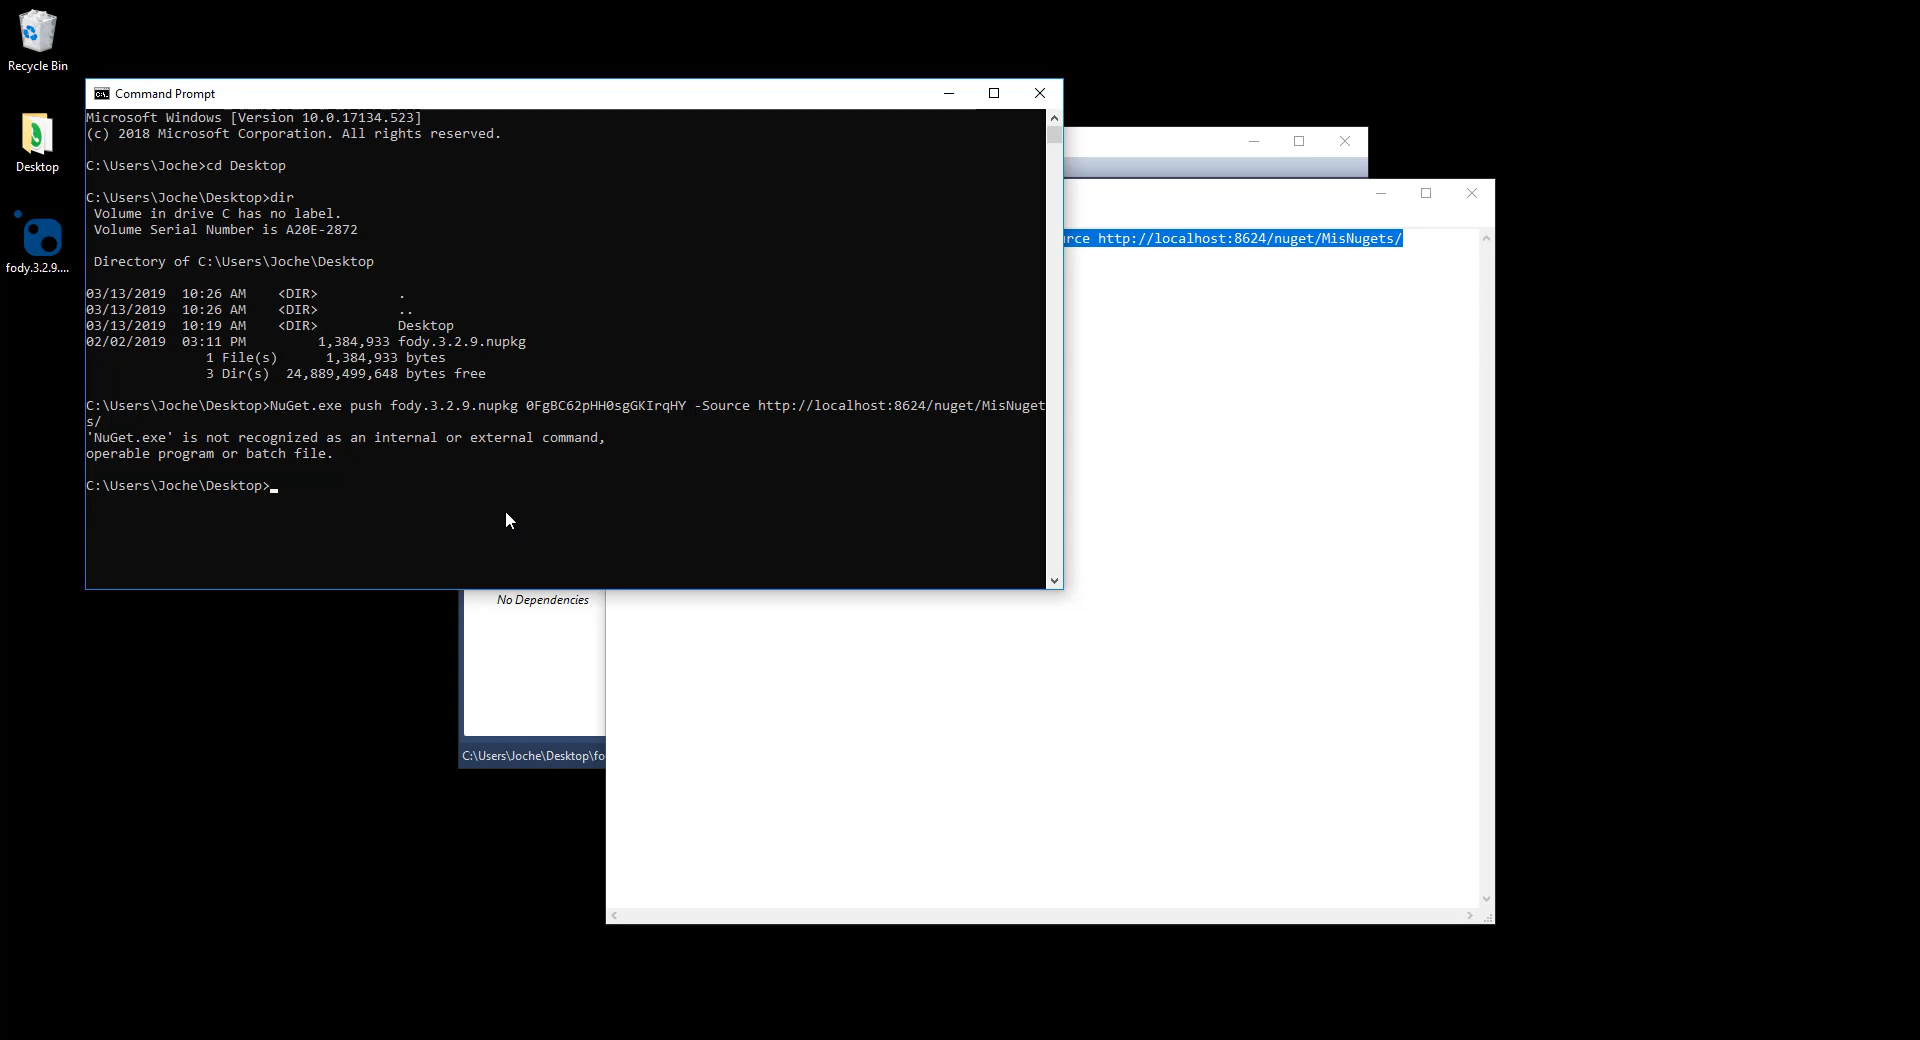 Recycle Bin
Desktop
fody.3.2.9....
Command Prompt
Microsoft Windows [Version 10.0.17134.523]
(c) 2018 Microsoft Corporation. All rights reserved.
C:\Users\Joche>cd Desktop
C:\Users\Joche\Desktop>dir
Volume in drive C has no label.
Volume Serial Number is A20E-2872
Directory of C:\Users\Joche\Desktop
03/13/2019  10:26 AM    <DIR>          .
03/13/2019  10:26 AM    <DIR>          ..
03/13/2019  10:19 AM    <DIR>          Desktop
02/02/2019  03:11 PM         1,384,933 fody.3.2.9.nupkg
1 File(s)      1,384,933 bytes
3 Dir(s)  24,889,499,648 bytes free
C:\Users\Joche\Desktop>NuGet.exe push fody.3.2.9.nupkg 0FgBC62pHH0sgGKIrqHY -Source http://localhost:8624/nuget/MisNuget
s/
'NuGet.exe' is not recognized as an internal or external command,
operable program or batch file.
C:\Users\Joche\Desktop>
urce http://localhost:8624/nuget/MisNugets/
No Dependencies
C:\Users\Joche\Desktop\fo